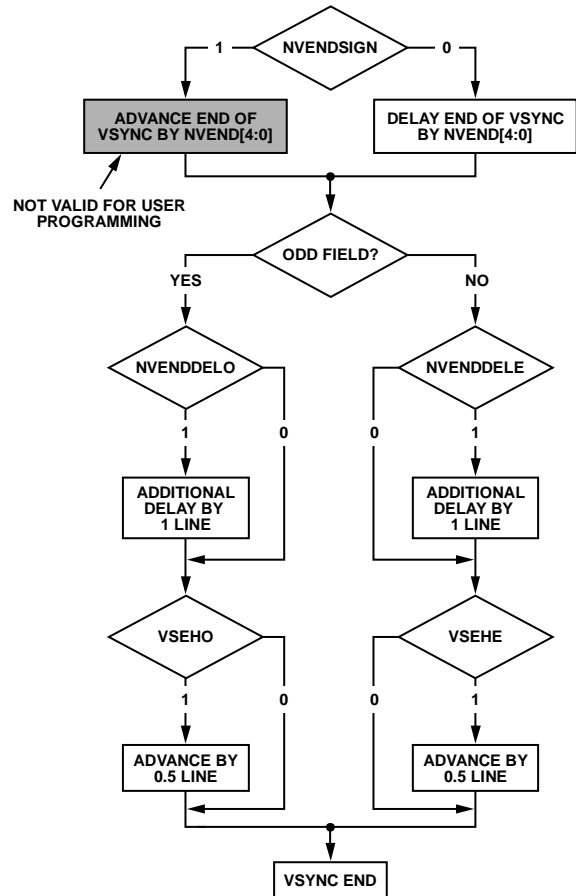 NVENDSIGN
1
0
ADVANCE END OF
VSYNC BY NVEND[4:0]
DELAY END OF VSYNC
BY NVEND[4:0]
NOT VALID FOR USER
PROGRAMMING
ODD FIELD?
YES
NO
NVENDDELO
NVENDDELE
1
0
0
1
ADDITIONAL
DELAY BY
1 LINE
ADDITIONAL
DELAY BY
1 LINE
VSEHO
VSEHE
1
0
0
1
ADVANCE BY
0.5 LINE
ADVANCE BY
0.5 LINE
VSYNC END